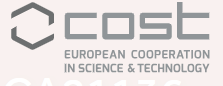 cost
EUROPEAN COOPERATION
IN SCIENCE & TECHNOLOGY